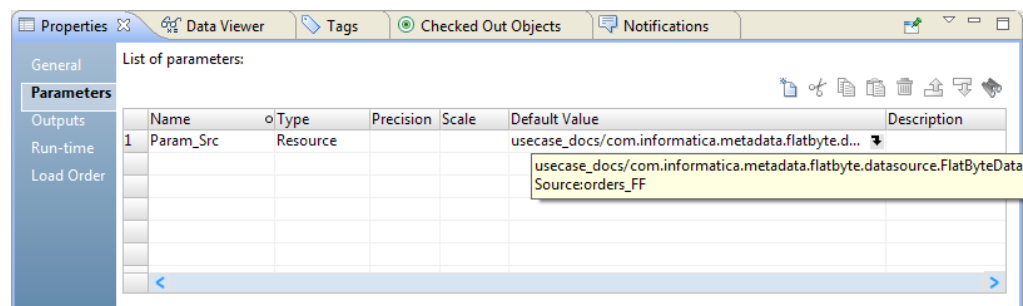 Properties Data Viewer Tags Checked Out Objects Notifications
General
Parameters
Outputs
Run-time
Load Order
List of parameters:
Name Type Precision Scale Default Value Description
1 Param_Src Resource usecase_docs/com.informatica.metadata.flatbyte.d...
usecase_docs/com.informatica.metadata.flatbyte.datasource.FlatByteData
Source:orders_FF